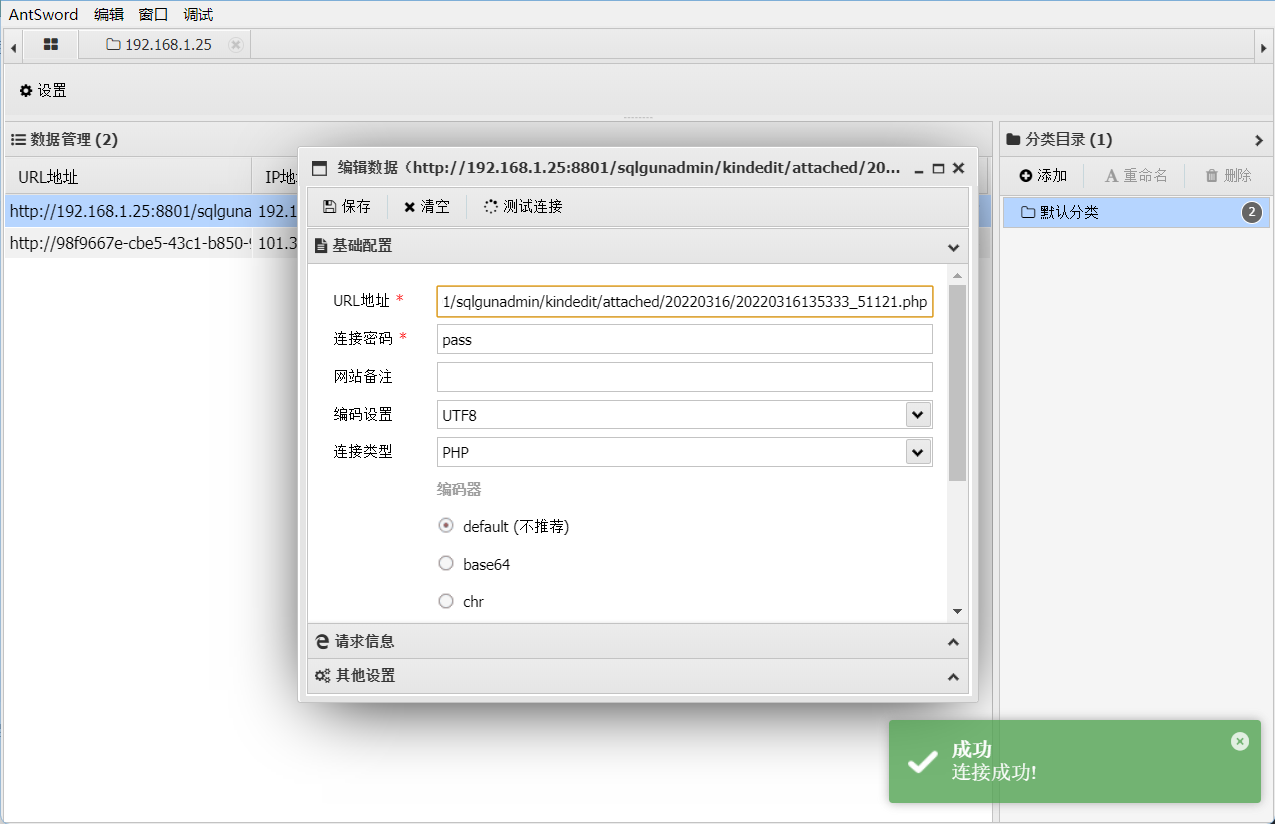 AntSword 编辑 窗口 调试
192.168.1.25
设置
数据管理 (2)
URL地址 IP地
http://192.168.1.25:8801/sqlguna 192.1
http://98f9667e-cbe5-43c1-b850-9 101.3
编辑数据（http://192.168.1.25:8801/sqlgunadmin/kindedit/attached/20...
保存 清空 测试连接
基础配置
URL地址 * 1/sqlgunadmin/kindedit/attached/20220316/20220316135333_51121.php
连接密码 * pass
网站备注
编码设置 UTF8
连接类型 PHP
编码器
default (不推荐)
base64
chr
请求信息
其他设置
分类目录 (1)
添加 重命名 删除
默认分类 2
成功
连接成功!